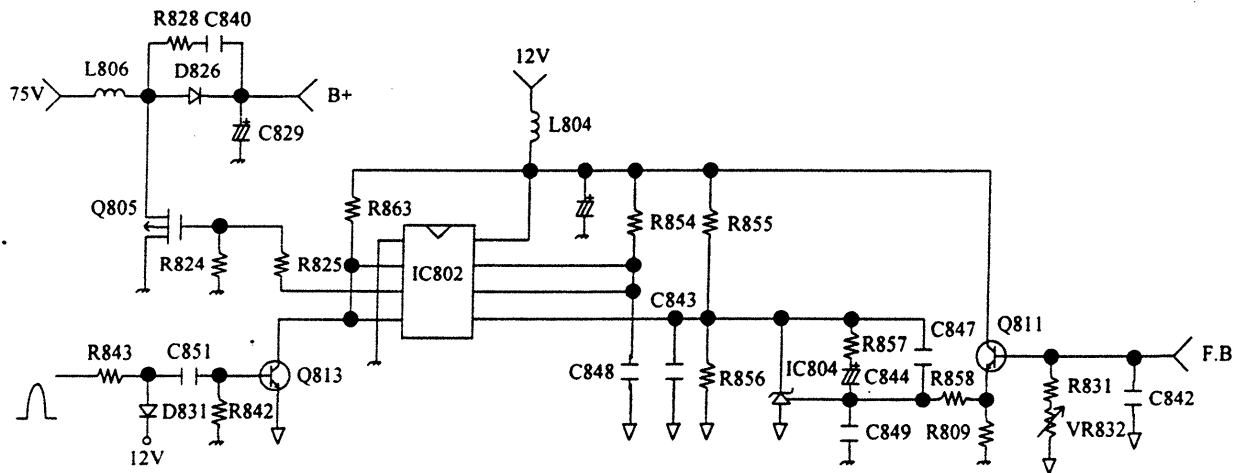 R828 C840
L806
D826
75V
B+
C829
12V
L804
Q805
R863
R854
R855
R824
R825
IC802
C843
R857
C847
Q811
F.B
R843
C851
Q813
C848
R856
IC804
C844
R858
R831
D831
R842
C849
R809
VR832
C842
12V